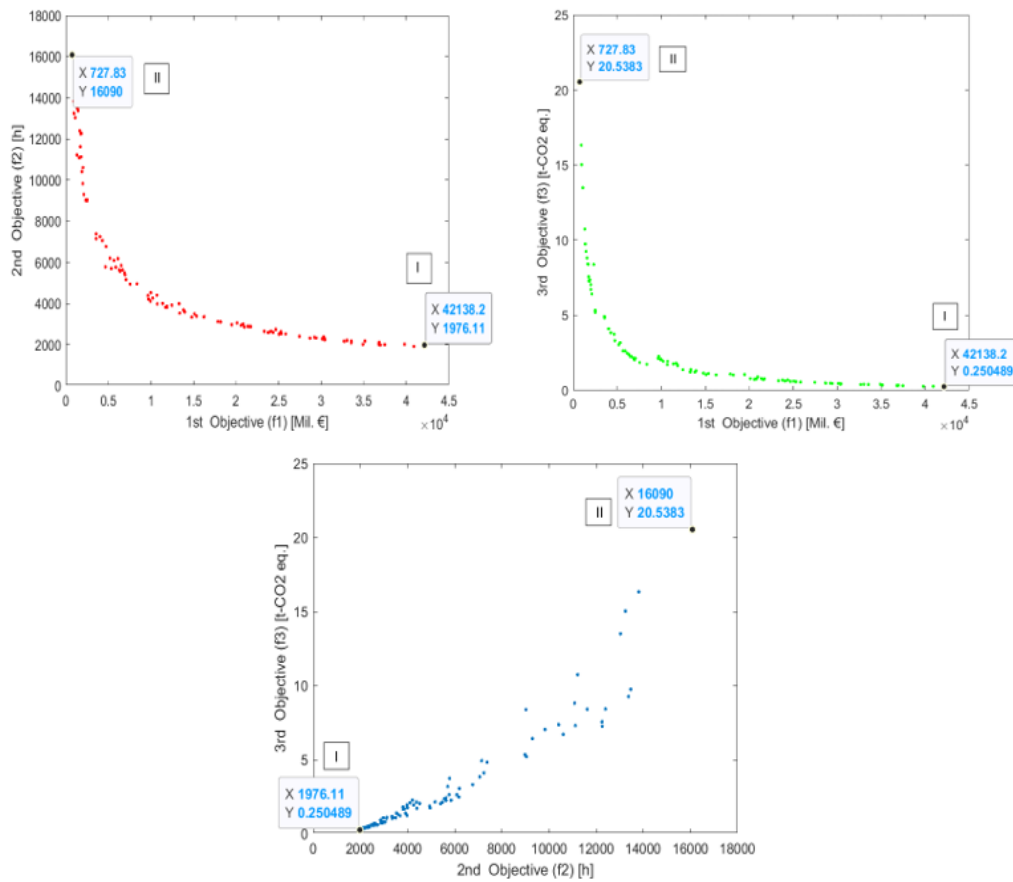 18000
16000
14000
12000
10000
8000
6000
4000
2000
0
2nd Objective (f2) [h]
X 727.83
Y 16090
II
I
X 42138.2
Y 1976.11
0 0.5 1 1.5 2 2.5 3 3.5 4 4.5
×10^4
1st Objective (f1) [Mil. €]
25
20
15
10
5
0
3rd Objective (f3) [t-CO2 eq.]
X 727.83
Y 20.5383
II
I
X 42138.2
Y 0.250489
0 0.5 1 1.5 2 2.5 3 3.5 4 4.5
×10^4
1st Objective (f1) [Mil. €]
25
20
15
10
5
0
3rd Objective (f3) [t-CO2 eq.]
II
X 16090
Y 20.5383
I
X 1976.11
Y 0.250489
0 2000 4000 6000 8000 10000 12000 14000 16000 18000
2nd Objective (f2) [h]